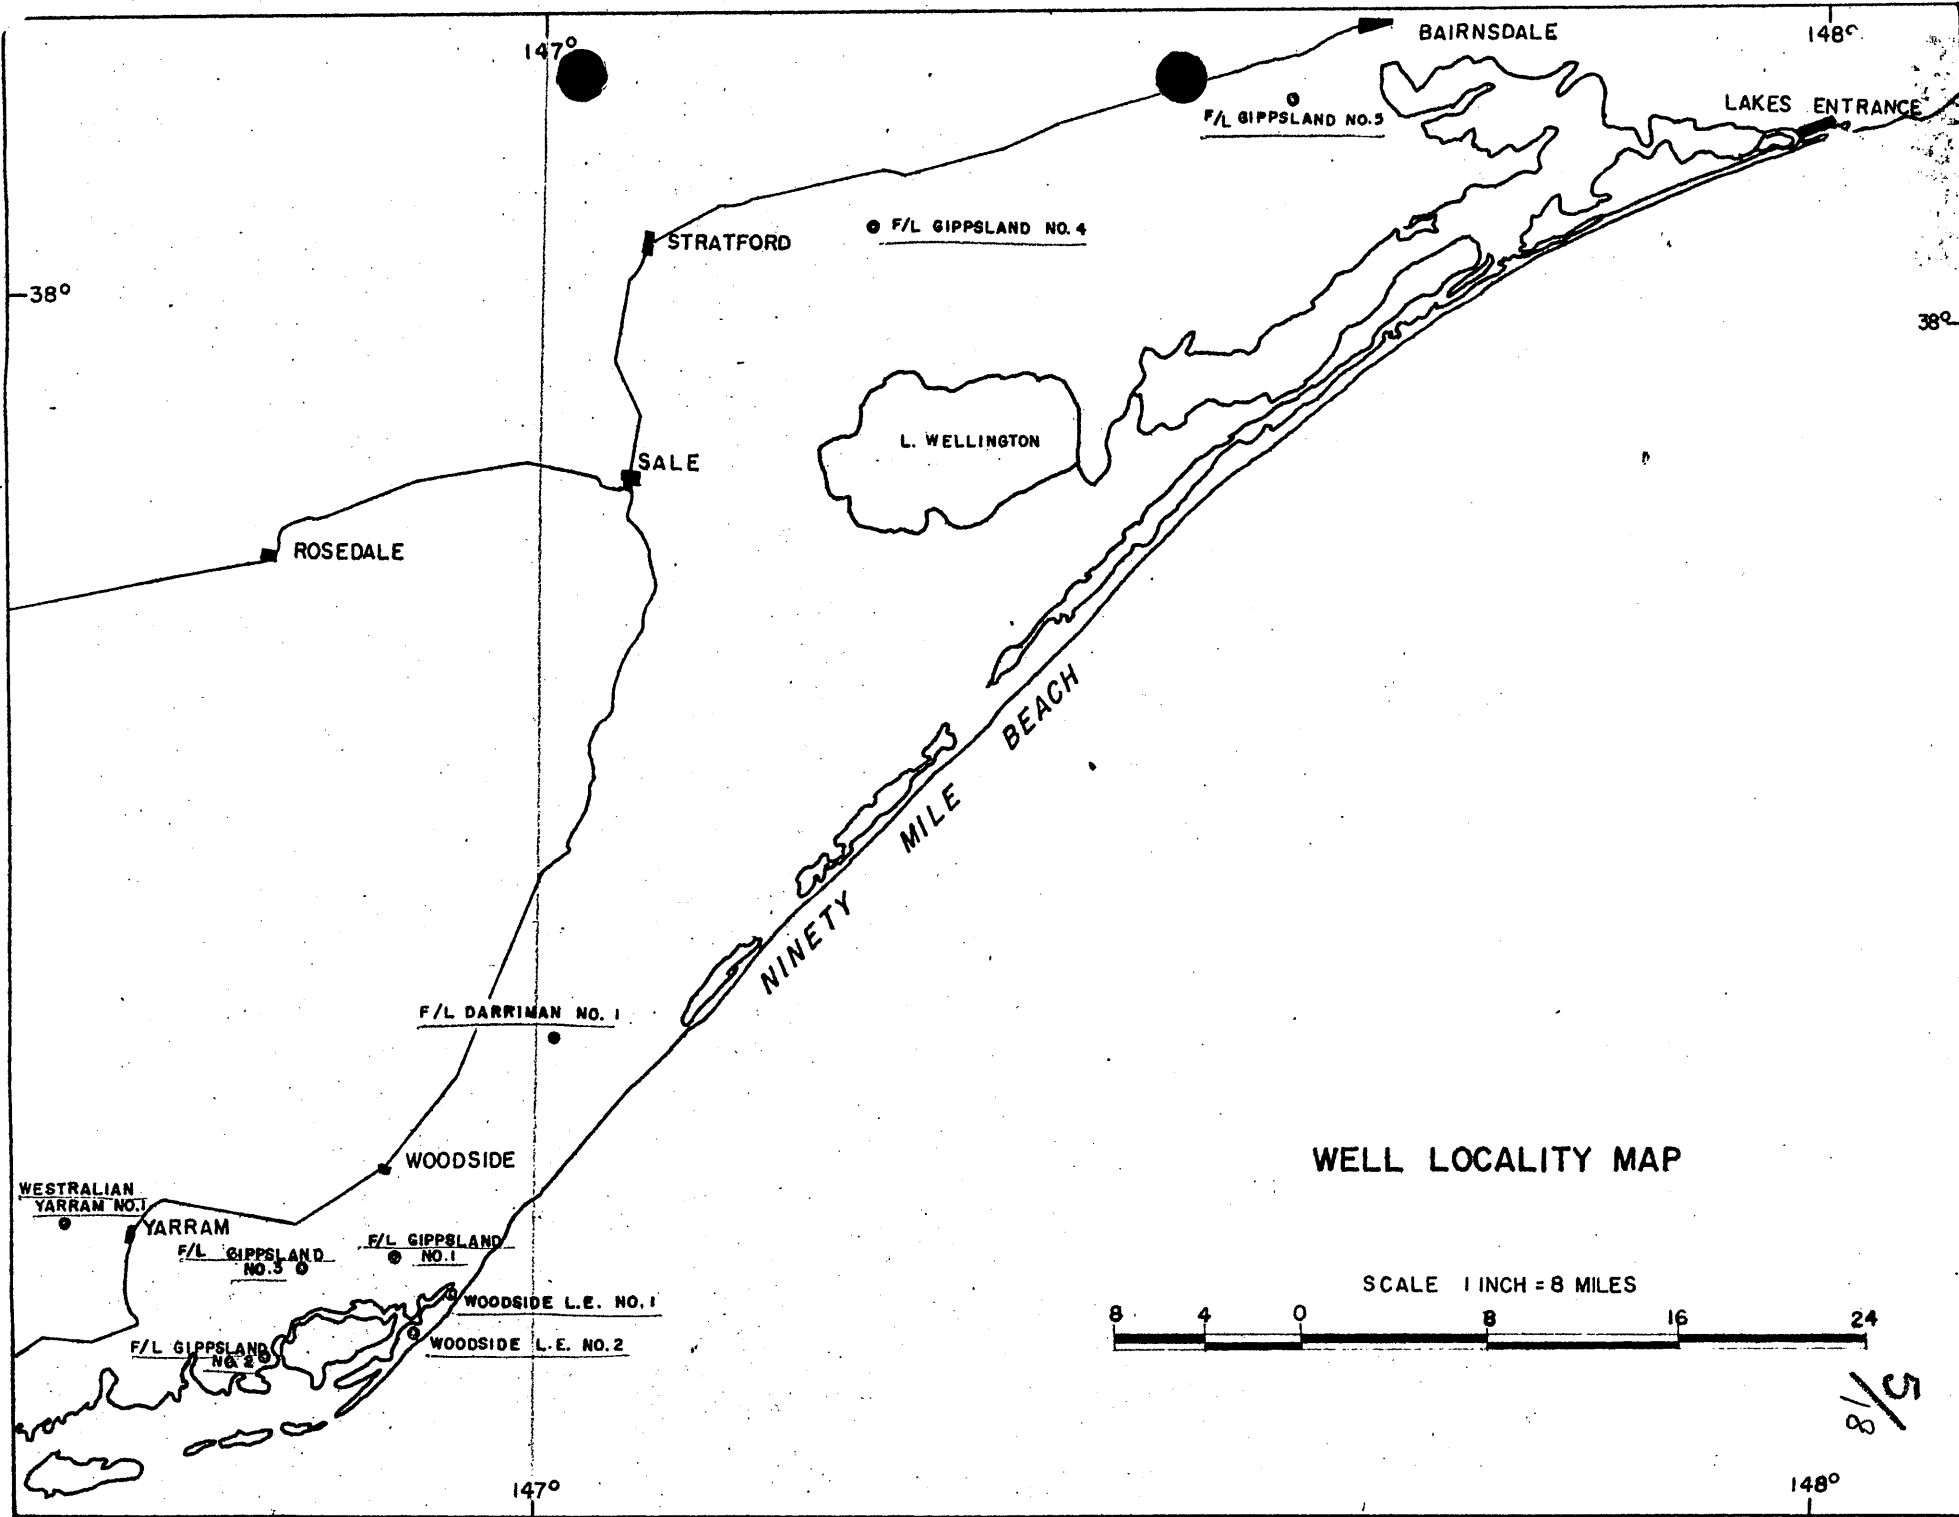 147°
BAIRNSDALE
148°
LAKES ENTRANCE
F/L GIPPSLAND NO.5
F/L GIPPSLAND NO.4
STRATFORD
38°
38°
L. WELLINGTON
SALE
ROSEDALE
NINETY MILE BEACH
F/L DARRIMAN NO.1
WOODSIDE
WELL LOCALITY MAP
WESTRALIAN
YARRAM NO.1
YARRAM
F/L GIPPSLAND
NO.3
F/L GIPPSLAND
NO.1
WOODSIDE L.E. NO.1
WOODSIDE L.E. NO.2
F/L GIPPSLAND
NO.2
SCALE 1 INCH = 8 MILES
8 4 0 8 16 24
5/18
147°
148°